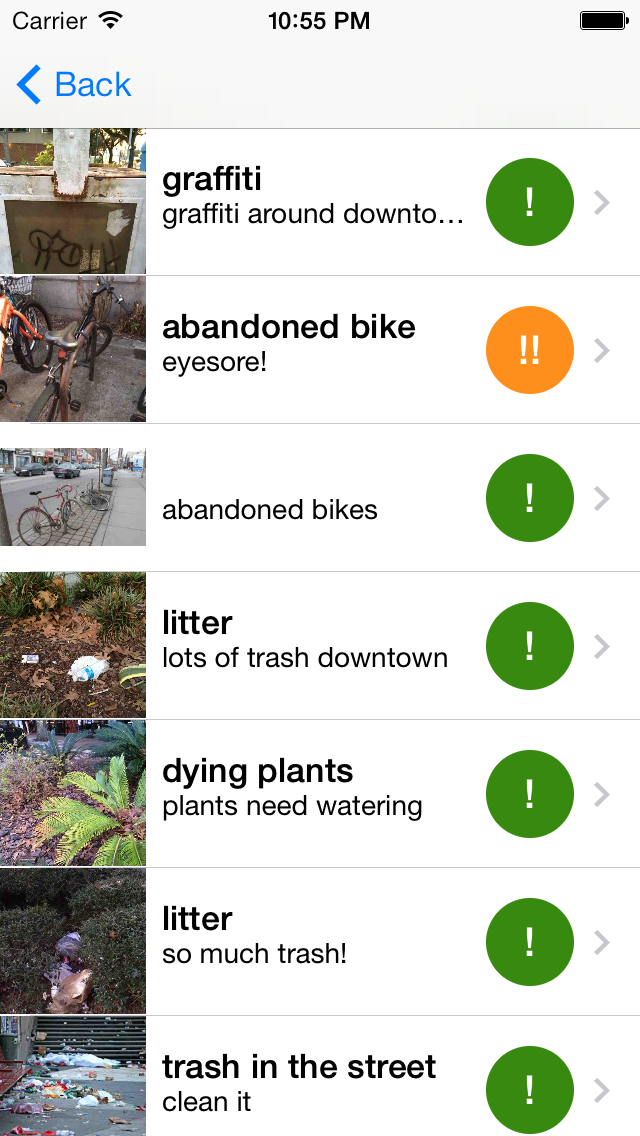 Carrier 10:55 PM
Back
graffiti
graffiti around downto…
!
abandoned bike
eyesore!
!!
abandoned bikes
!
litter
lots of trash downtown
!
dying plants
plants need watering
!
litter
so much trash!
!
trash in the street
clean it
!